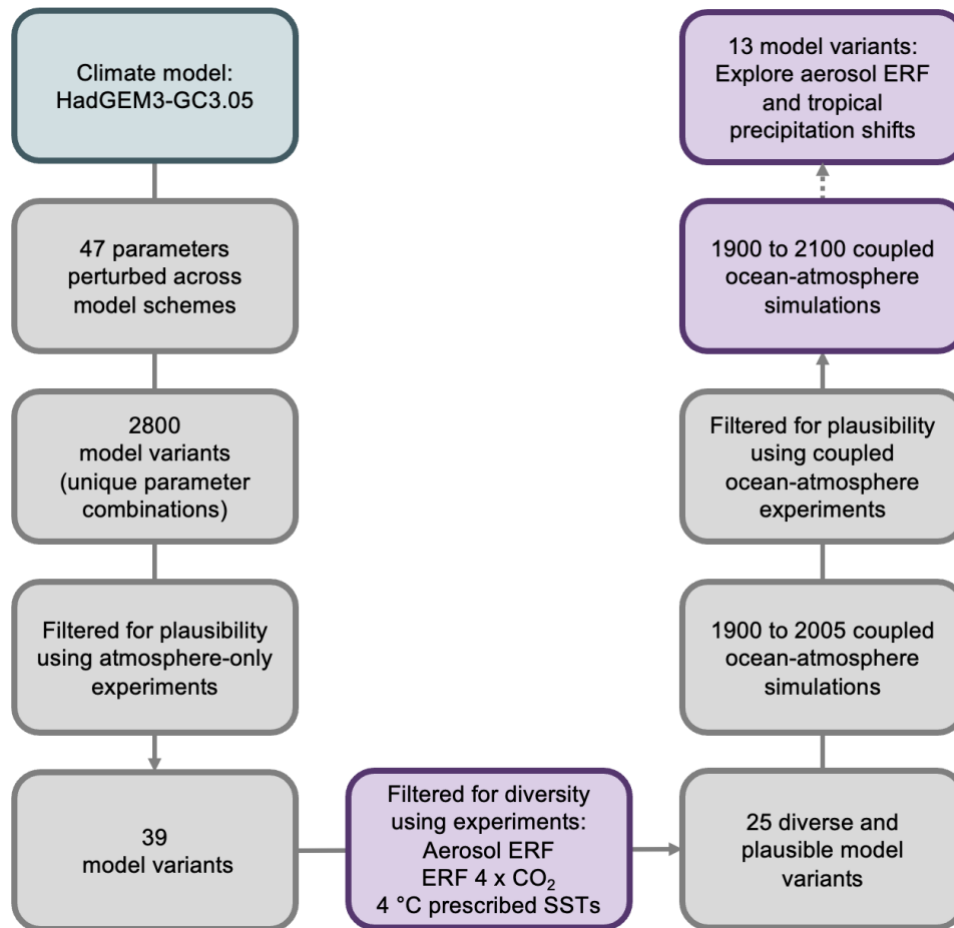 Climate model:
HadGEM3-GC3.05
47 parameters
perturbed across
model schemes
2800
model variants
(unique parameter
combinations)
Filtered for plausibility
using atmosphere-only
experiments
39
model variants
Filtered for diversity
using experiments:
Aerosol ERF
ERF 4 x CO₂
4 °C prescribed SSTs
25 diverse and
plausible model
variants
1900 to 2005 coupled
ocean-atmosphere
simulations
Filtered for plausibility
using coupled
ocean-atmosphere
experiments
1900 to 2100 coupled
ocean-atmosphere
simulations
13 model variants:
Explore aerosol ERF
and tropical
precipitation shifts